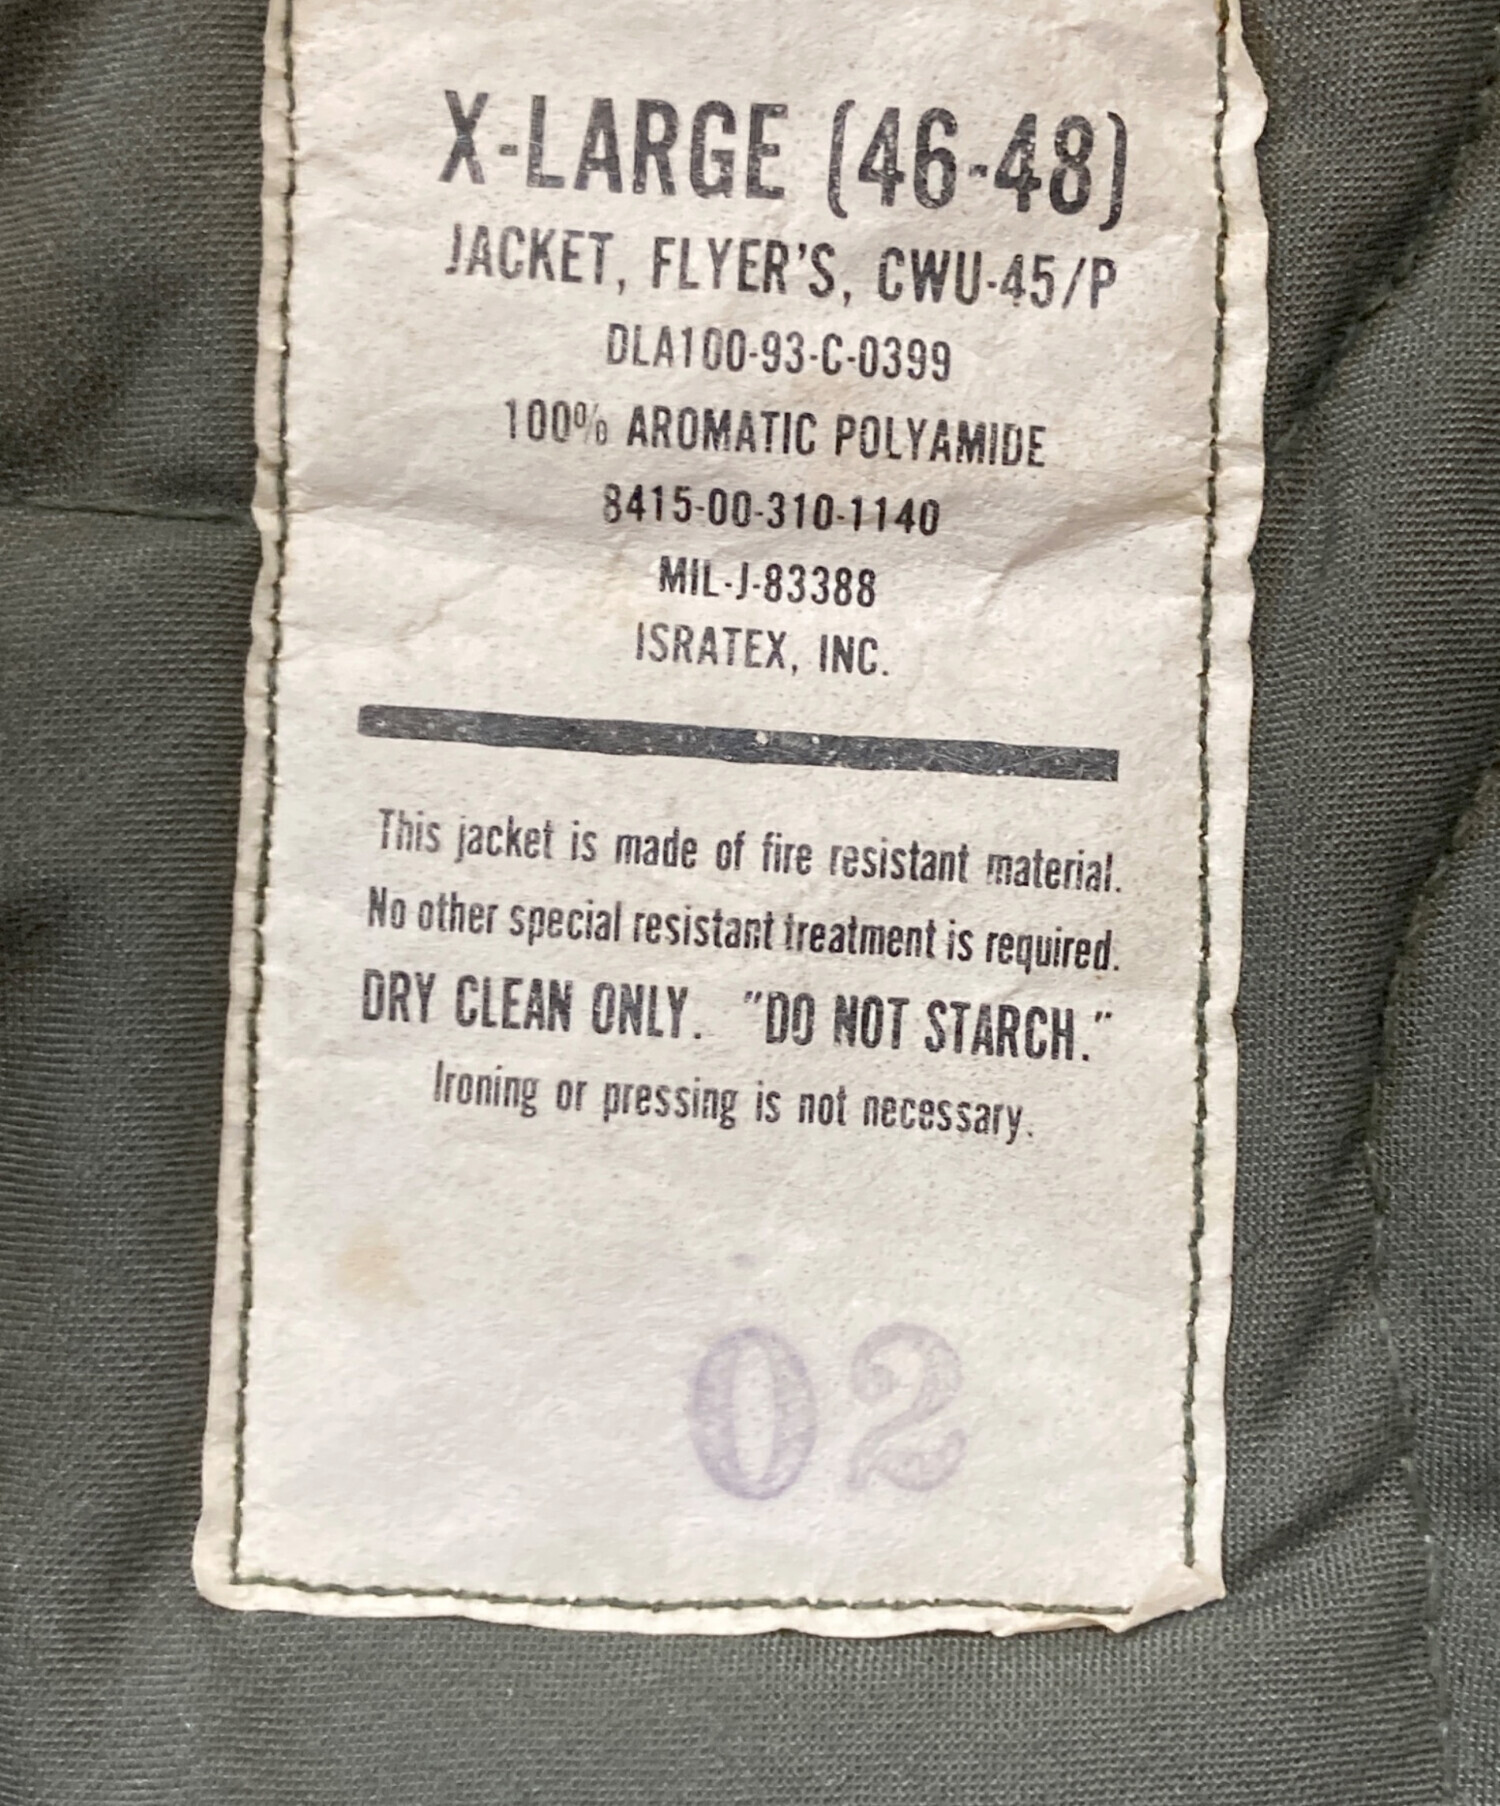 X-LARGE (46-48)
JACKET, FLYER'S, CWU-45/P
DLA100-93-C-0399
100% AROMATIC POLYAMIDE
8415-00-310-1140
MIL-J-83388
ISRATEX, INC.
This jacket is made of fire resistant material.
No other special resistant treatment is required.
DRY CLEAN ONLY. "DO NOT STARCH."
Ironing or pressing is not necessary.
02